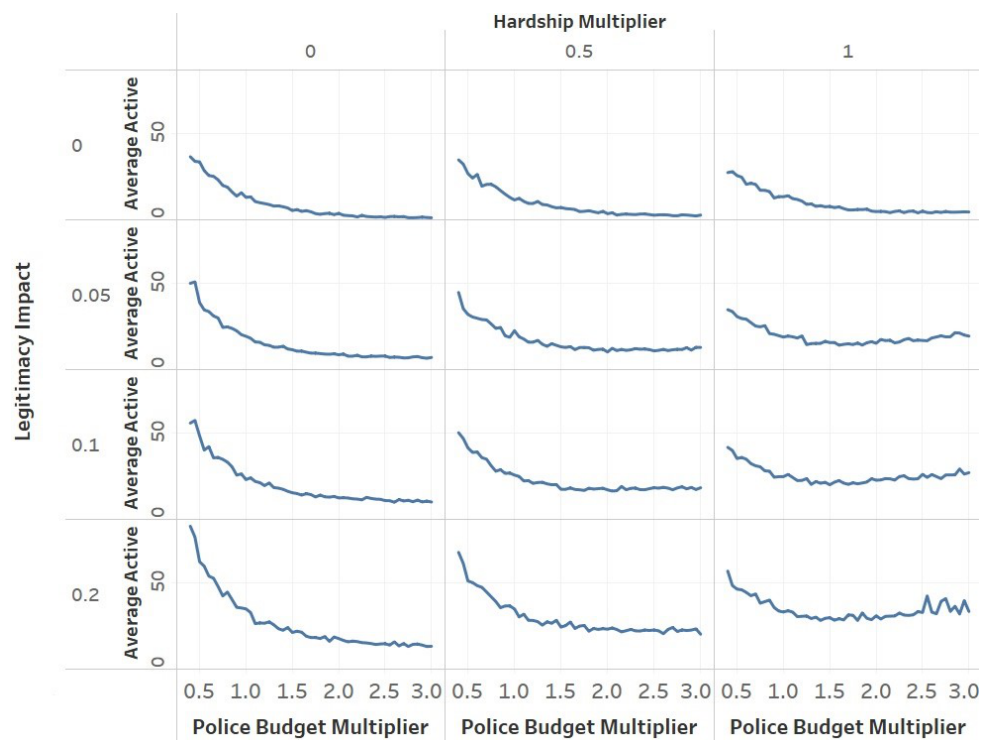 Hardship Multiplier
0 0.5 1
Legitimacy Impact
0
Average Active
50
0
0.05
Average Active
50
0
0.1
Average Active
50
0
0.2
Average Active
50
0
0.5 1.0 1.5 2.0 2.5 3.0 0.5 1.0 1.5 2.0 2.5 3.0 0.5 1.0 1.5 2.0 2.5 3.0
Police Budget Multiplier Police Budget Multiplier Police Budget Multiplier